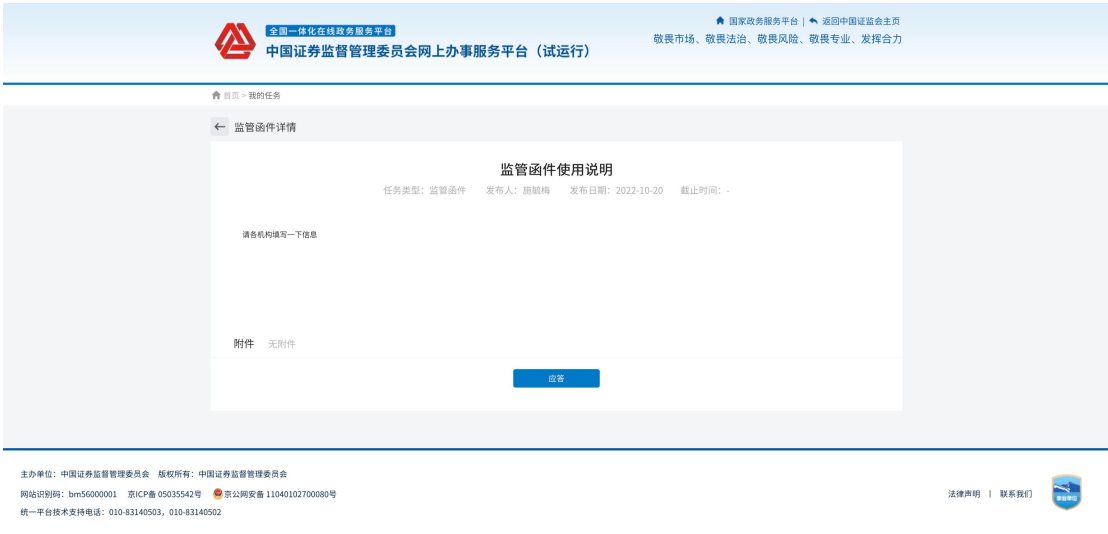 全国一体化在线政务服务平台
中国证券监督管理委员会网上办事服务平台（试运行）
国家政务服务平台 | 返回中国证监会主页
敬畏市场、敬畏法治、敬畏风险、敬畏专业、发挥合力
首页 > 我的任务
监管函件详情
监管函件使用说明
任务类型：监管函件 发布人：施毓梅 发布日期：2022-10-20 截止时间：-
请各机构填写一下信息
附件 无附件
应答
主办单位：中国证券监督管理委员会 版权所有：中国证券监督管理委员会
网站识别码：bm56000001 京ICP备 05035542号 京公网安备 11040102700080号
统一平台技术支持电话：010-83140503，010-83140502
法律声明 | 联系我们
事业单位